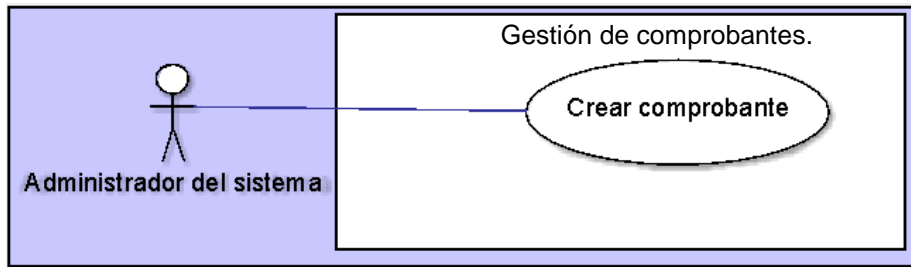 Gestión de comprobantes.
Crear comprobante
Administrador del sistema